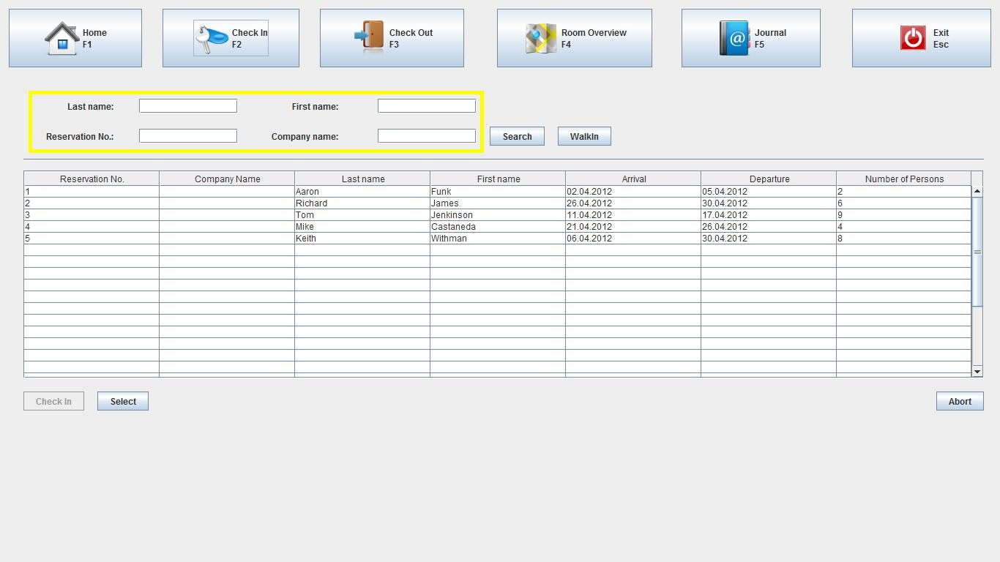 Home
F1
Check In
F2
Check Out
F3
Room Overview
F4
@
Journal
F5
Exit
Esc
Last name:
First name:
Reservation No.:
Company name:
Search
WalkIn
Reservation No. Company Name Last name First name Arrival Departure Number of Persons
1 Aaron Funk 02.04.2012 05.04.2012 2
2 Richard James 26.04.2012 30.04.2012 6
3 Tom Jenkinson 11.04.2012 17.04.2012 9
4 Mike Castaneda 21.04.2012 26.04.2012 4
5 Keith Withman 06.04.2012 30.04.2012 8
Check In
Select
Abort